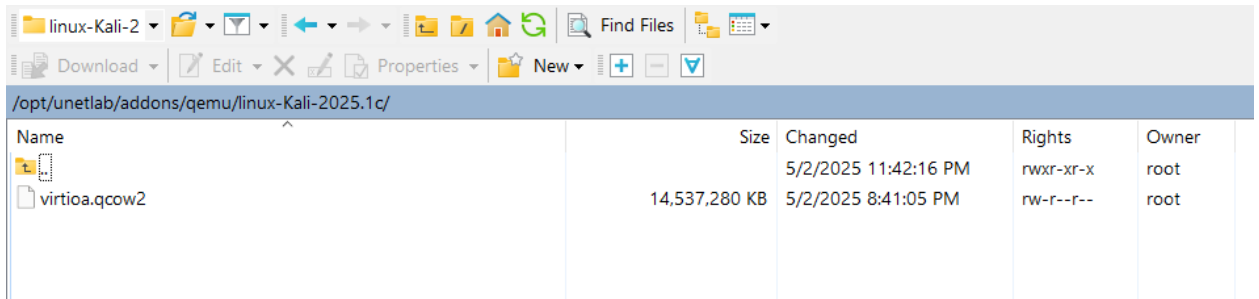 linux-Kali-2 Find Files
Download Edit Properties New
/opt/unetlab/addons/qemu/linux-Kali-2025.1c/
Name Size Changed Rights Owner
.. 5/2/2025 11:42:16 PM rwxr-xr-x root
virtioa.qcow2 14,537,280 KB 5/2/2025 8:41:05 PM rw-r--r-- root